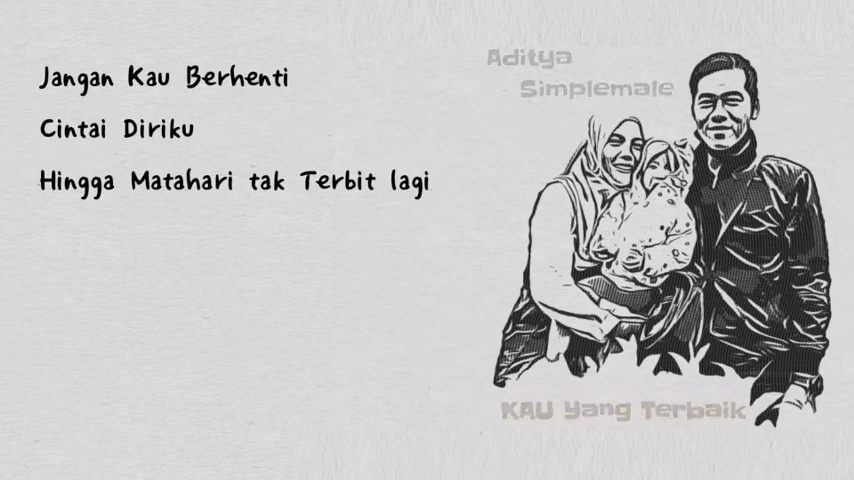 Jangan Kau Berhenti
Cintai Diriku
Hingga Matahari tak Terbit lagi
Aditya
Simplemale
KAU Yang Terbaik